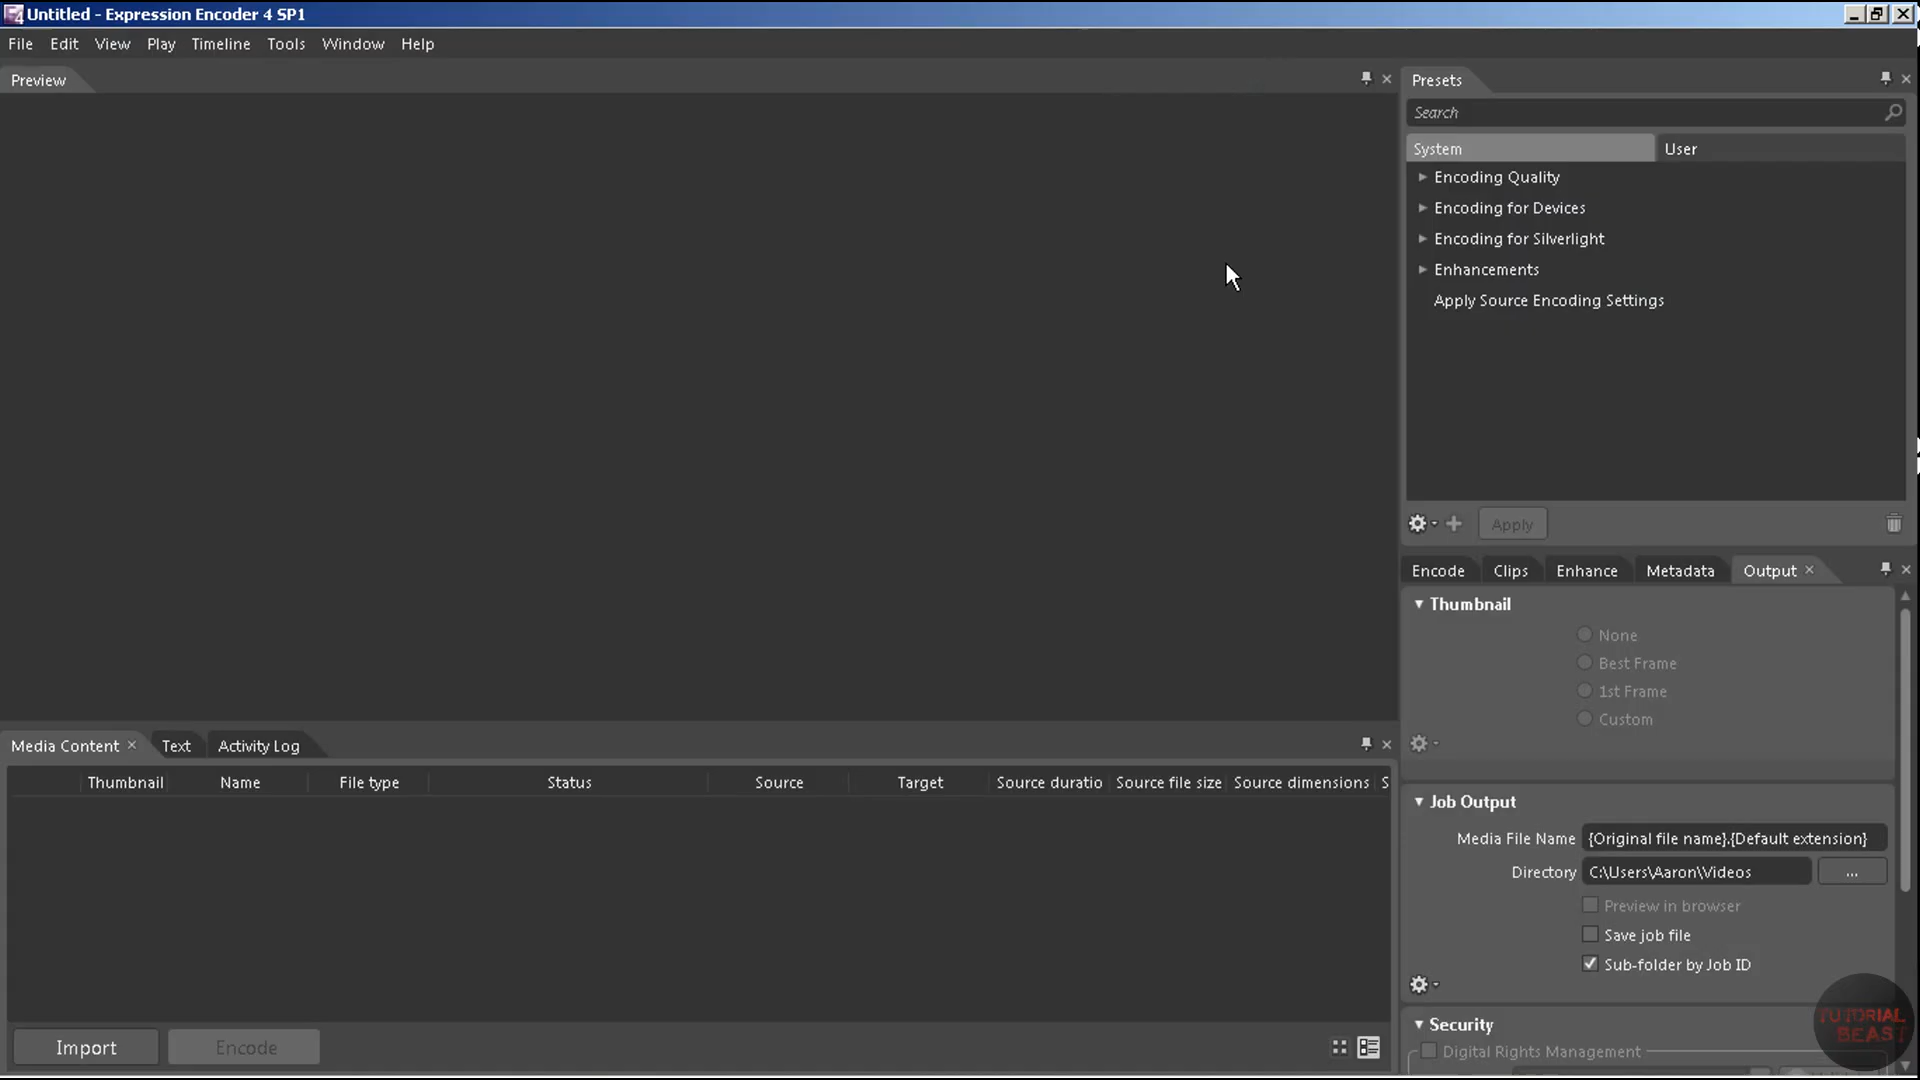 Untitled - Expression Encoder 4 SP1
File Edit View Play Timeline Tools Window Help
Preview
Presets
Search
System User
Encoding Quality
Encoding for Devices
Encoding for Silverlight
Enhancements
Apply Source Encoding Settings
Apply
Encode Clips Enhance Metadata Output
Thumbnail
None
Best Frame
1st Frame
Custom
Media Content Text Activity Log
Thumbnail Name File type Status Source Target Source duratio Source file size Source dimensions S
Job Output
Media File Name {Original file name}.{Default extension}
Directory C:\Users\Aaron\Videos ...
Preview in browser
Save job file
Sub-folder by Job ID
Security
Digital Rights Management
Import Encode
TUTORIAL
BEAST